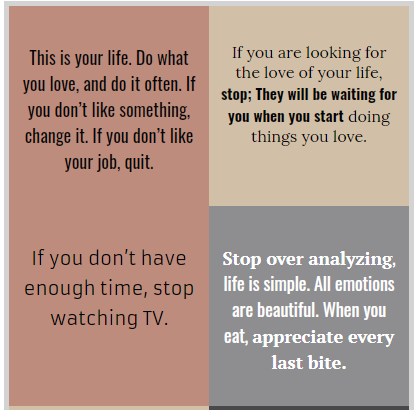 This is your life. Do what
you love, and do it often. If
you don't like something,
change it. If you don't like
your job, quit.
If you are looking for
the love of your life,
stop; They will be waiting for
you when you start doing
things you love.
If you don't have
enough time, stop
watching TV.
Stop over analyzing,
life is simple. All emotions
are beautiful. When you
eat, appreciate every
last bite.